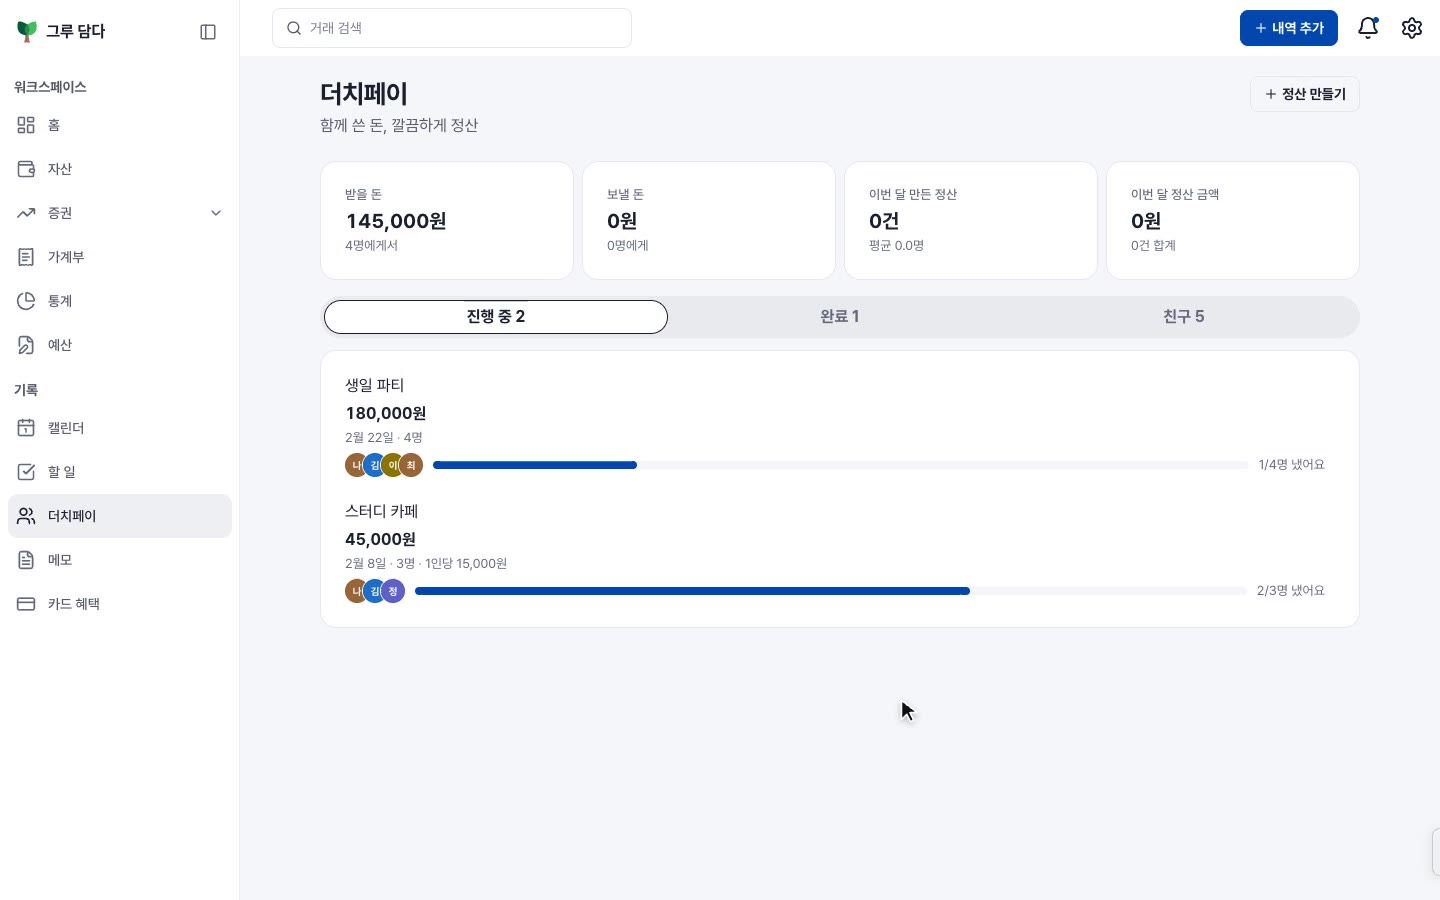 그루 담다
거래 검색
내역 추가
워크스페이스
홈
자산
증권
가계부
통계
예산
기록
캘린더
할 일
더치페이
메모
카드 혜택
더치페이
함께 쓴 돈, 깔끔하게 정산
정산 만들기
받을 돈
145,000원
4명에게서
보낼 돈
0원
0명에게
이번 달 만든 정산
0건
평균 0.0명
이번 달 정산 금액
0원
0건 합계
진행 중 2
완료 1
친구 5
생일 파티
180,000원
2월 22일 · 4명
나 김 이 최
1/4명 냈어요
스터디 카페
45,000원
2월 8일 · 3명 · 1인당 15,000원
나 김 정
2/3명 냈어요